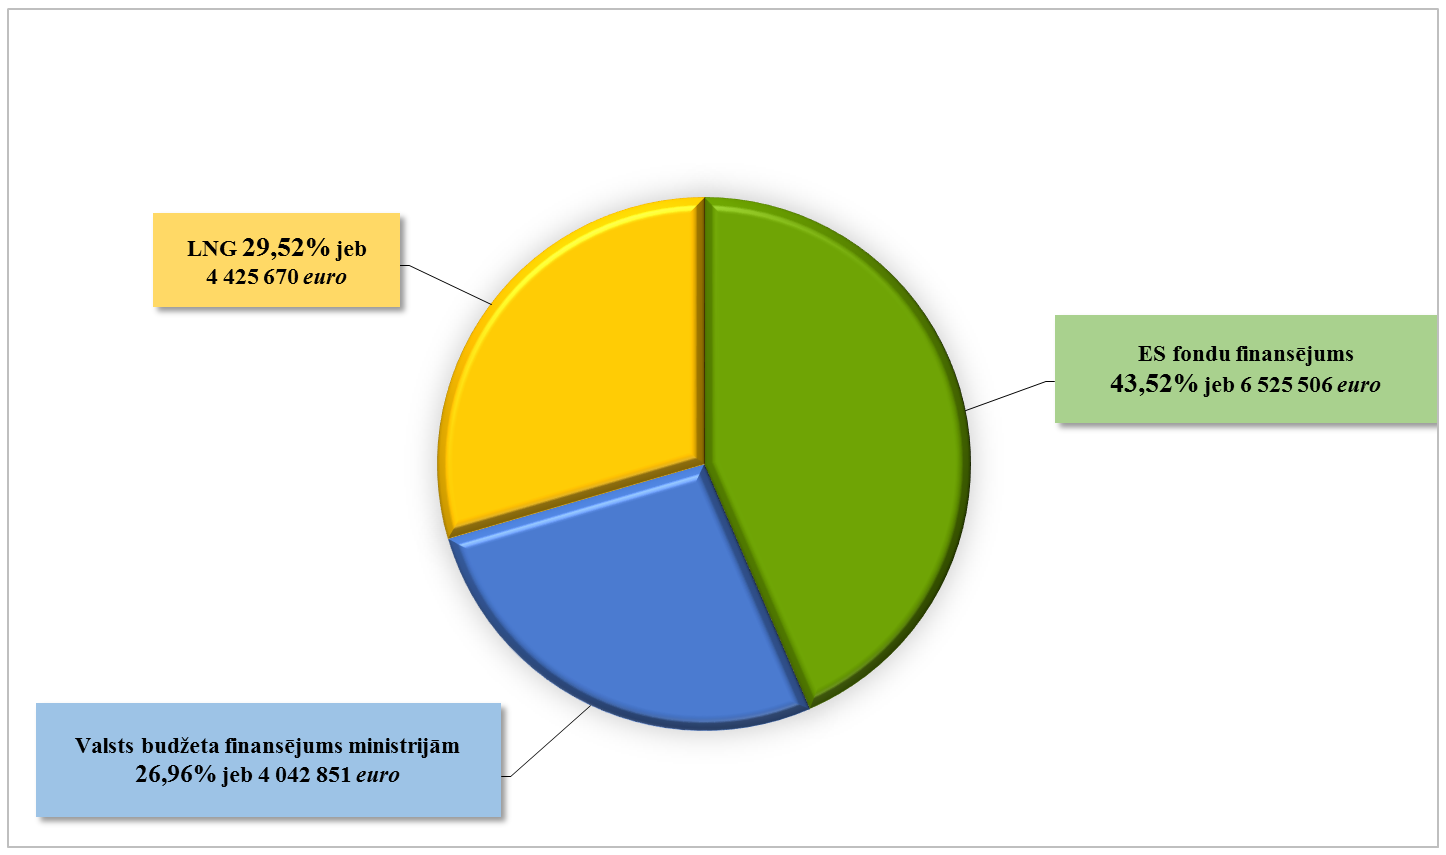 LNG 29,52% jeb
4 425 670 euro
ES fondu finansējums
43,52% jeb 6 525 506 euro
Valsts budžeta finansējums ministrijām
26,96% jeb 4 042 851 euro